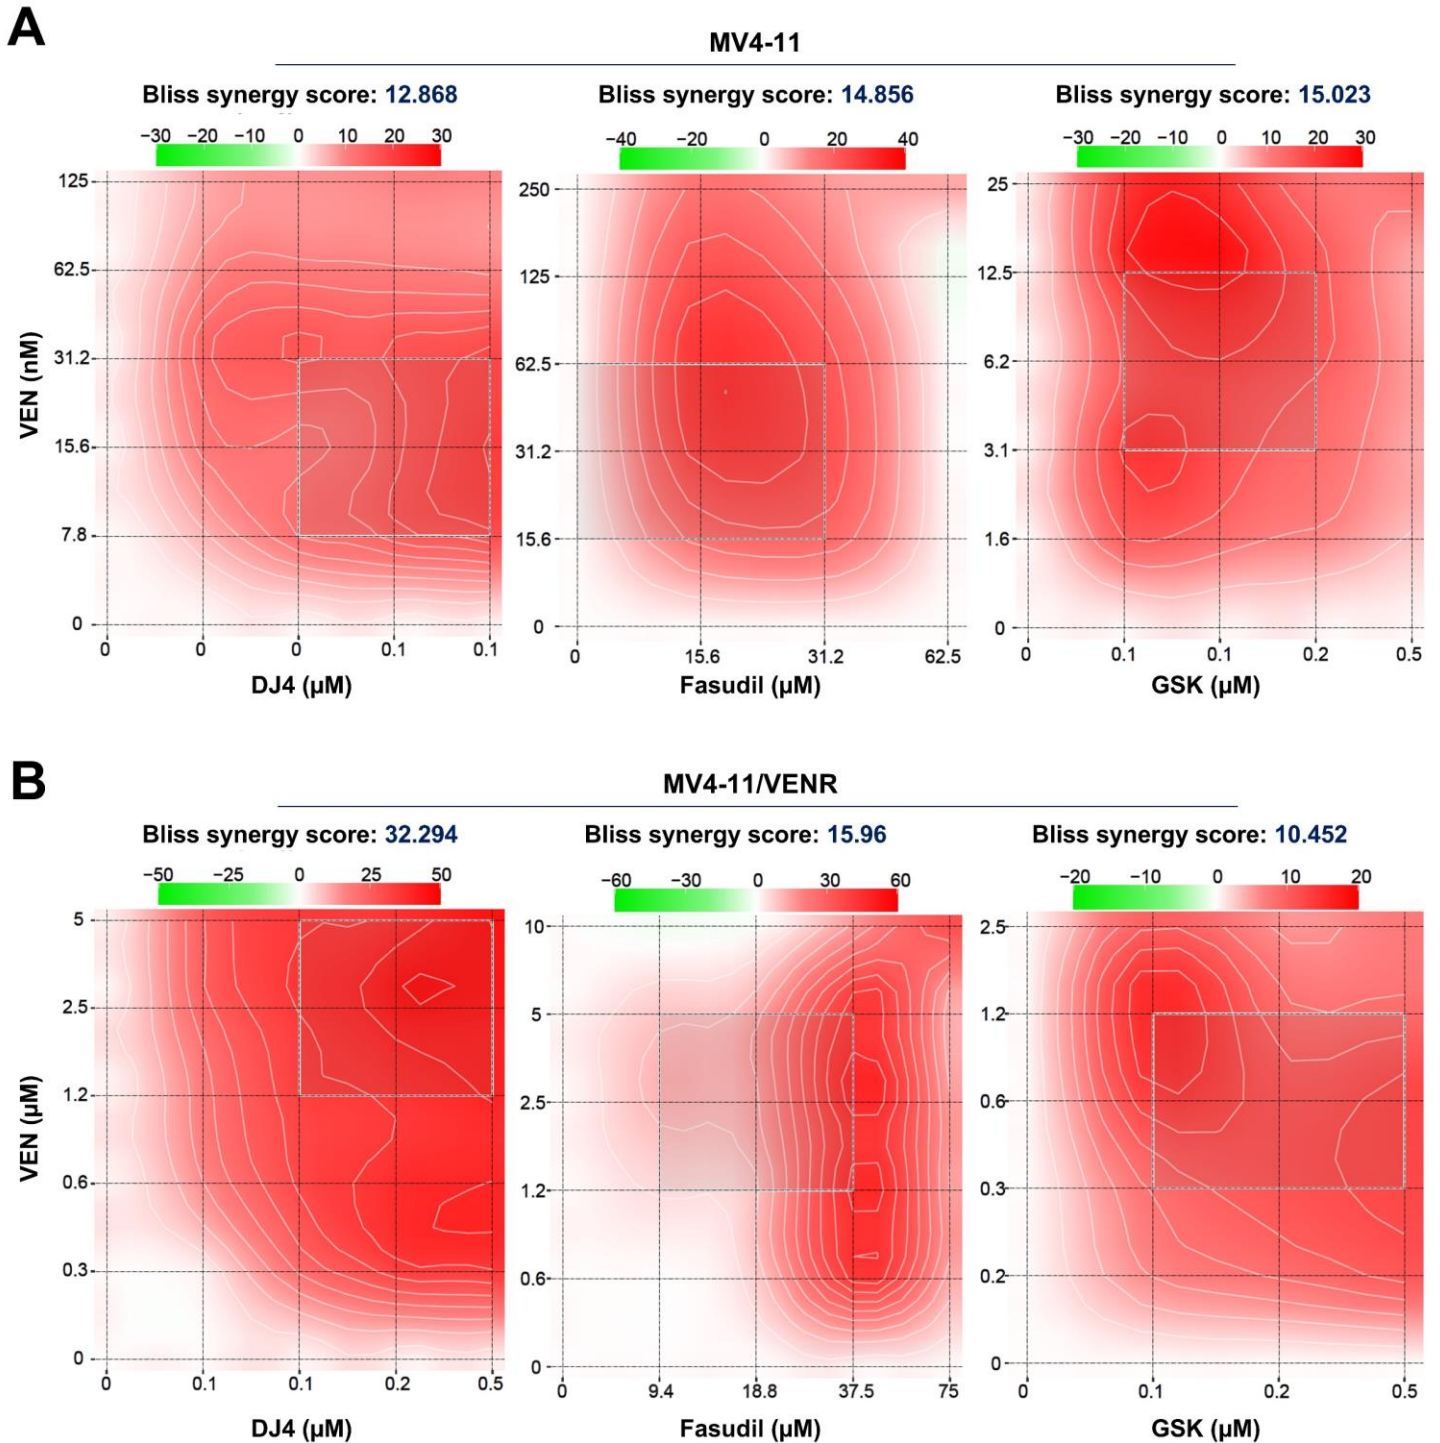 A
MV4-11
Bliss synergy score: 12.868
Bliss synergy score: 14.856
Bliss synergy score: 15.023
−30 −20 −10 0 10 20 30
−40 −20 0 20 40
−30 −20 −10 0 10 20 30
VEN (nM)
125
62.5
31.2
15.6
7.8
0
0 0 0 0.1 0.1
DJ4 (µM)
250
125
62.5
31.2
15.6
0
0 15.6 31.2 62.5
Fasudil (µM)
25
12.5
6.2
3.1
1.6
0
0 0.1 0.1 0.2 0.5
GSK (µM)
B
MV4-11/VENR
Bliss synergy score: 32.294
Bliss synergy score: 15.96
Bliss synergy score: 10.452
−50 −25 0 25 50
−60 −30 0 30 60
−20 −10 0 10 20
VEN (µM)
5
2.5
1.2
0.6
0.3
0
0 0.1 0.1 0.2 0.5
DJ4 (µM)
10
5
2.5
1.2
0.6
0
0 9.4 18.8 37.5 75
Fasudil (µM)
2.5
1.2
0.6
0.3
0.2
0
0 0.1 0.2 0.5
GSK (µM)